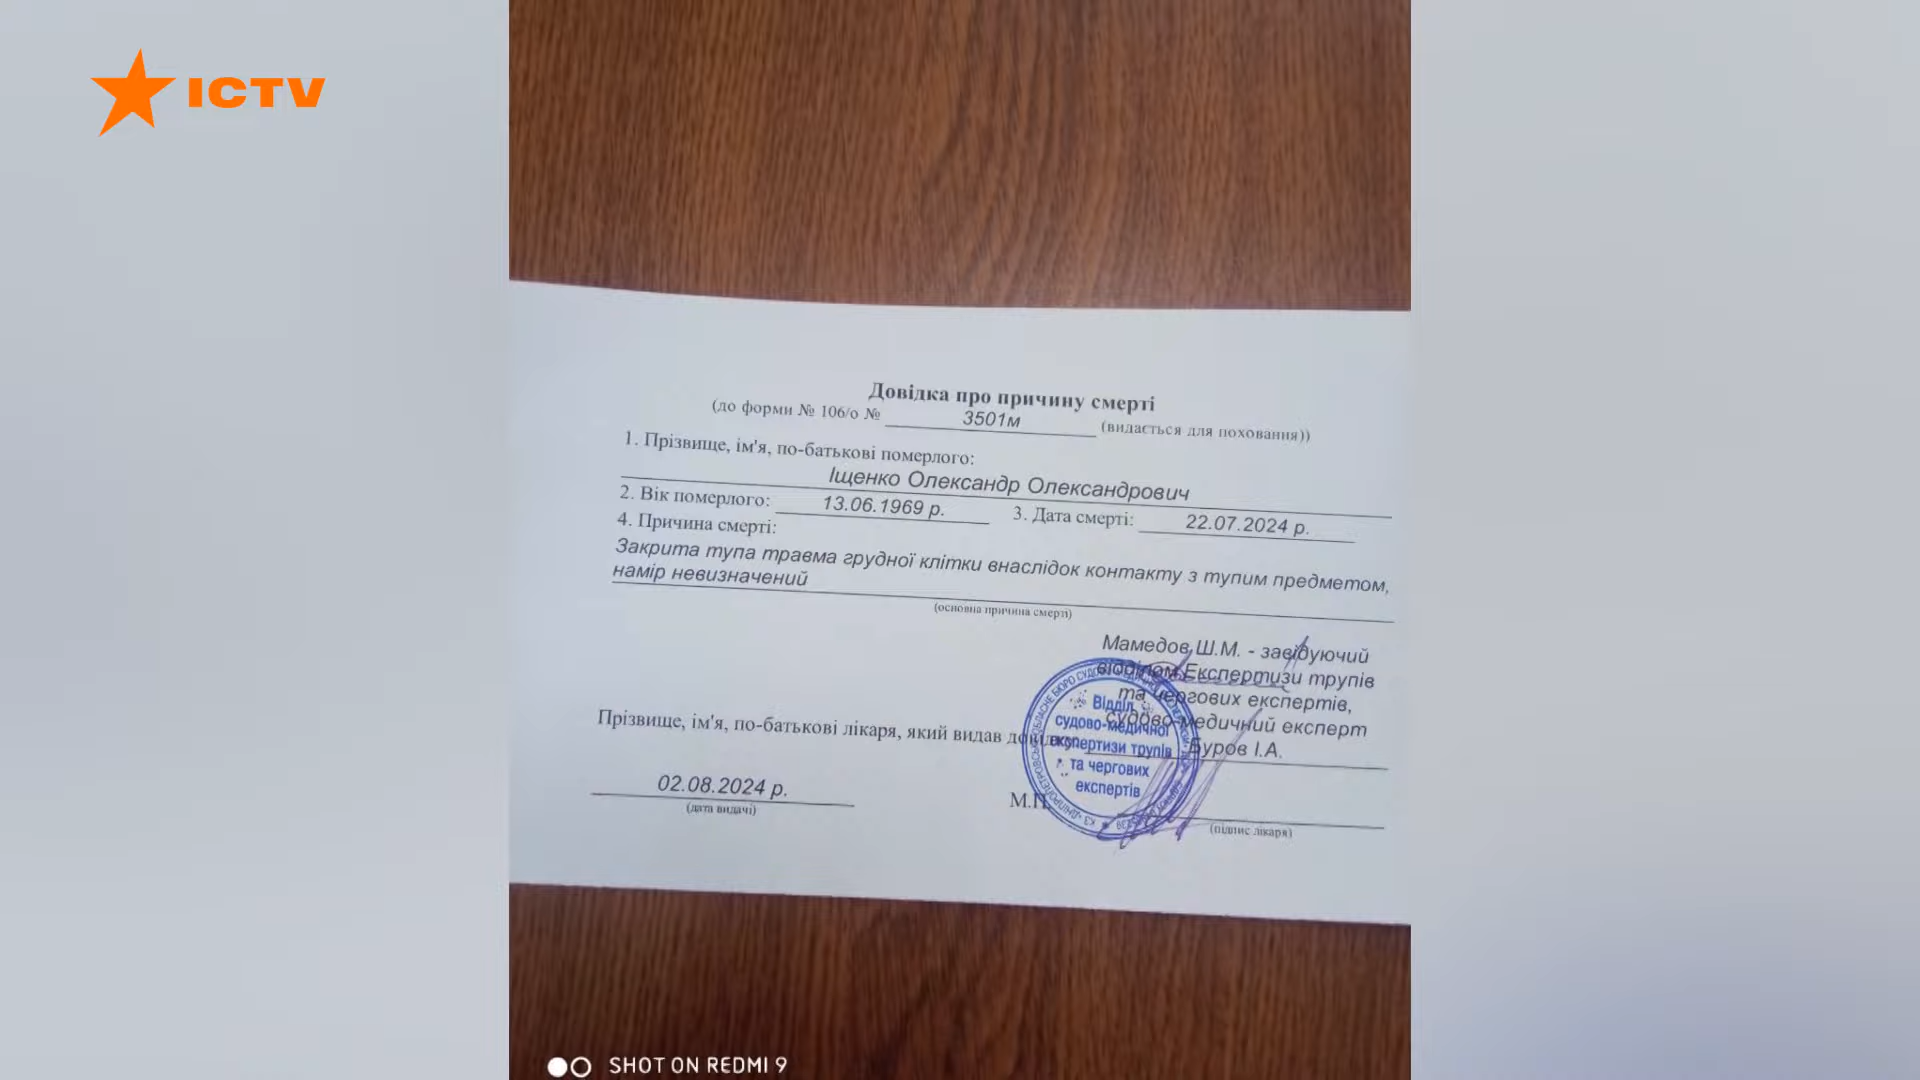 ICTV
Довідка про причину смерті
(до форми № 106/о № 3501м (видається для поховання))
1. Прізвище, ім'я, по-батькові померлого:
Іщенко Олександр Олександрович
2. Вік померлого: 13.06.1969 р. 3. Дата смерті: 22.07.2024 р.
4. Причина смерті:
Закрита тупа травма грудної клітки внаслідок контакту з тупим предметом,
намір невизначений
(основна причина смерті)
Мамедов Ш.М. - завідуючий
відділом Експертизи трупів
та чергових експертів,
судово-медичний експерт
Прізвище, ім'я, по-батькові лікаря, який видав довідку Буров І.А.
Відділ
судово-медичної
експертизи трупів
та чергових
експертів
02.08.2024 р.
(дата видачі)
М.П.
(підпис лікаря)
SHOT ON REDMI 9